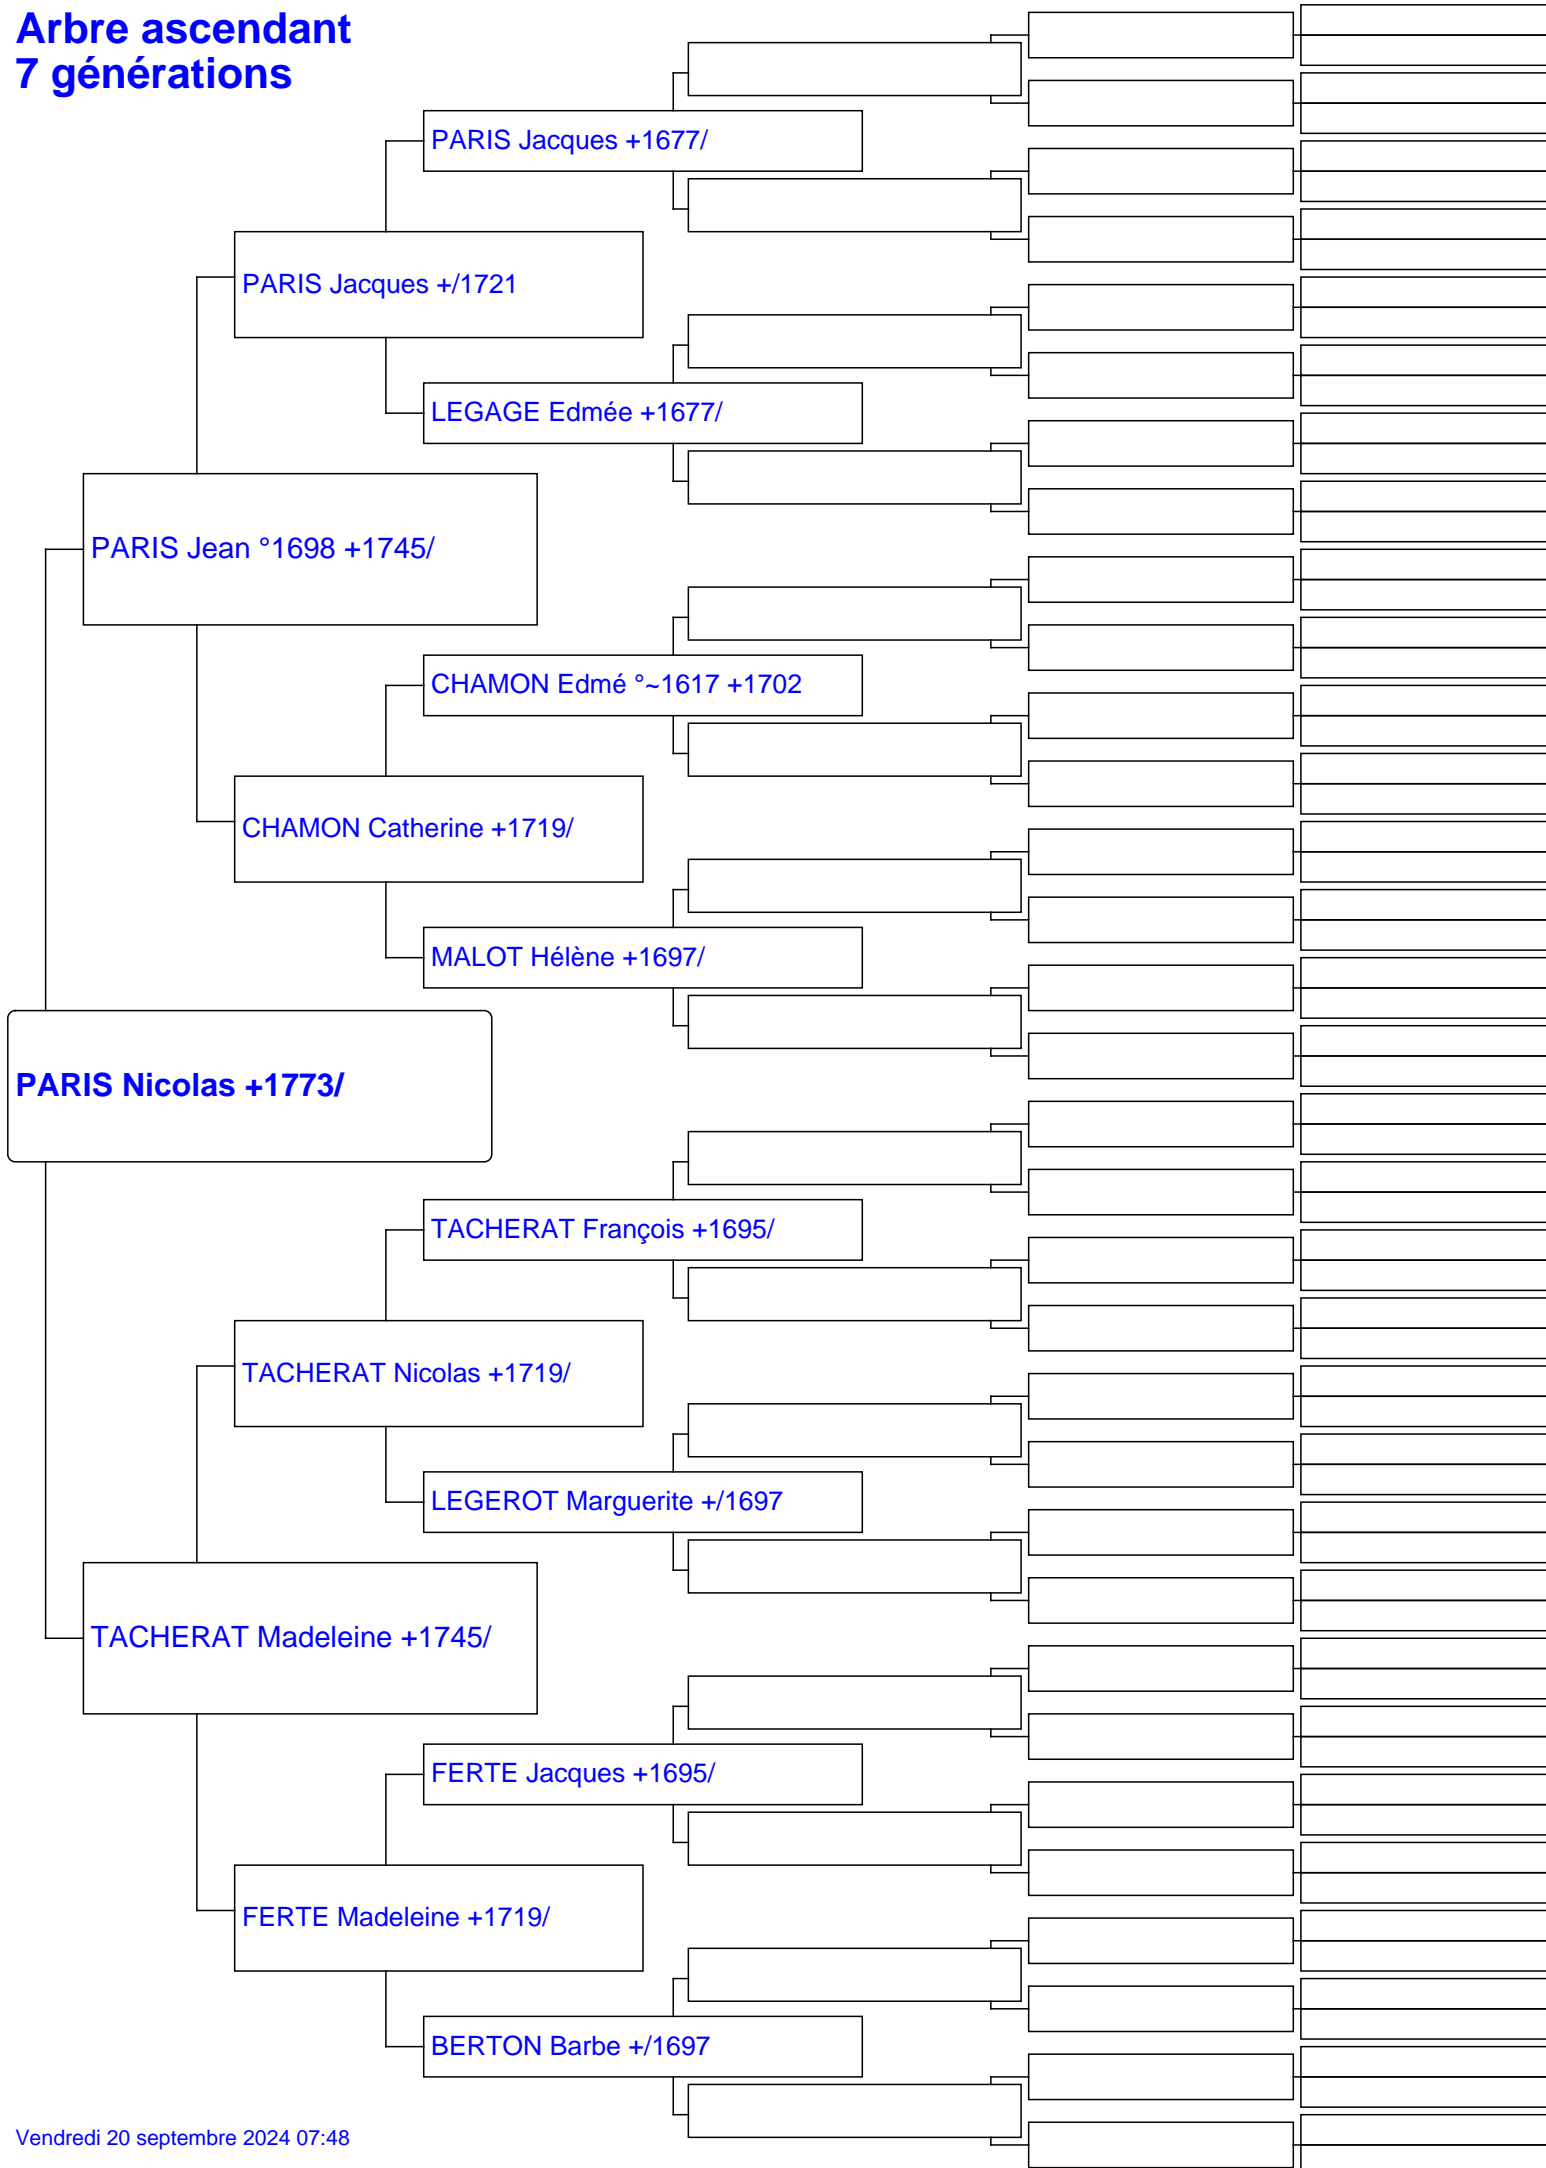 Arbre ascendant
7 générations
PARIS Jacques +1677/
PARIS Jacques +/1721
LEGAGE Edmée +1677/
PARIS Jean °1698 +1745/
CHAMON Edmé °~1617 +1702
CHAMON Catherine +1719/
MALOT Hélène +1697/
PARIS Nicolas +1773/
TACHERAT François +1695/
TACHERAT Nicolas +1719/
LEGEROT Marguerite +/1697
TACHERAT Madeleine +1745/
FERTE Jacques +1695/
FERTE Madeleine +1719/
BERTON Barbe +/1697
Vendredi 20 septembre 2024 07:48